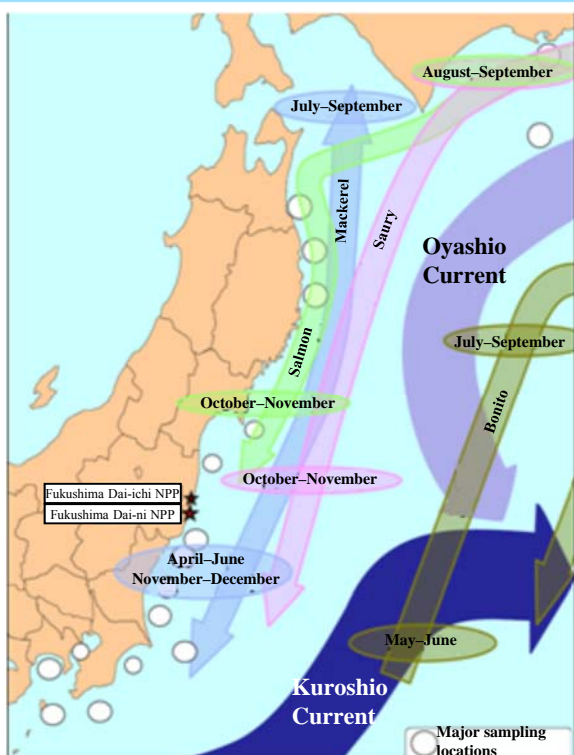 August–September
July–September
Mackerel
Saury
Oyashio
Current
July–September
Salmon
Bonito
October–November
October–November
Fukushima Dai-ichi NPP
Fukushima Dai-ni NPP
April–June
November–December
May–June
Kuroshio
Current
Major sampling
locations